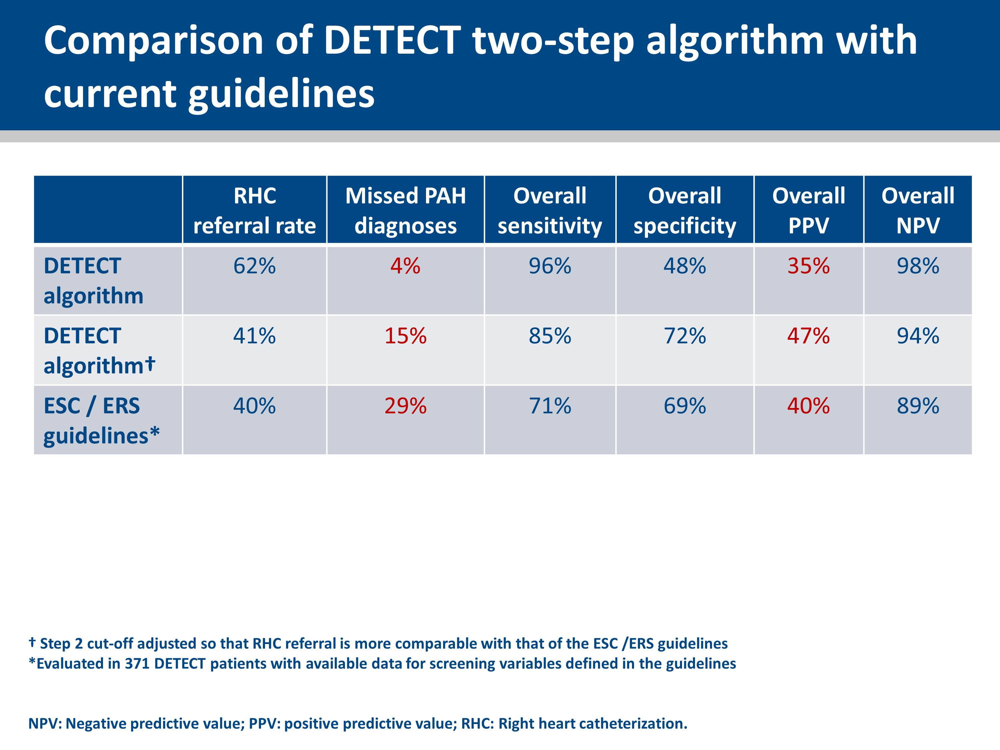 Comparison of DETECT two-step algorithm with
current guidelines
RHC referral rate | Missed PAH diagnoses | Overall sensitivity | Overall specificity | Overall PPV | Overall NPV
DETECT algorithm | 62% | 4% | 96% | 48% | 35% | 98%
DETECT algorithm† | 41% | 15% | 85% | 72% | 47% | 94%
ESC / ERS guidelines* | 40% | 29% | 71% | 69% | 40% | 89%
† Step 2 cut-off adjusted so that RHC referral is more comparable with that of the ESC /ERS guidelines
*Evaluated in 371 DETECT patients with available data for screening variables defined in the guidelines
NPV: Negative predictive value; PPV: positive predictive value; RHC: Right heart catheterization.